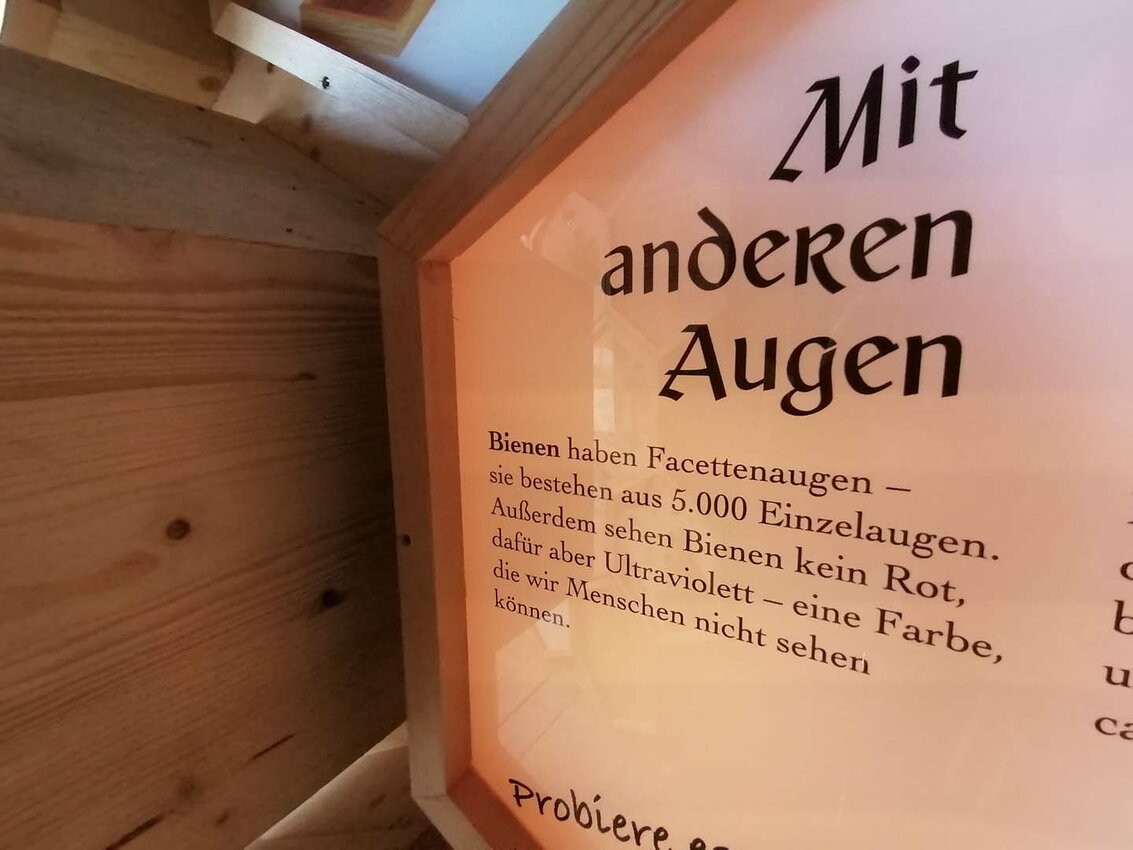 Mit
anderen
Augen
Bienen haben Facettenaugen –
sie bestehen aus 5.000 Einzelaugen.
Außerdem sehen Bienen kein Rot,
dafür aber Ultraviolett – eine Farbe,
die wir Menschen nicht sehen
können.
Probiere